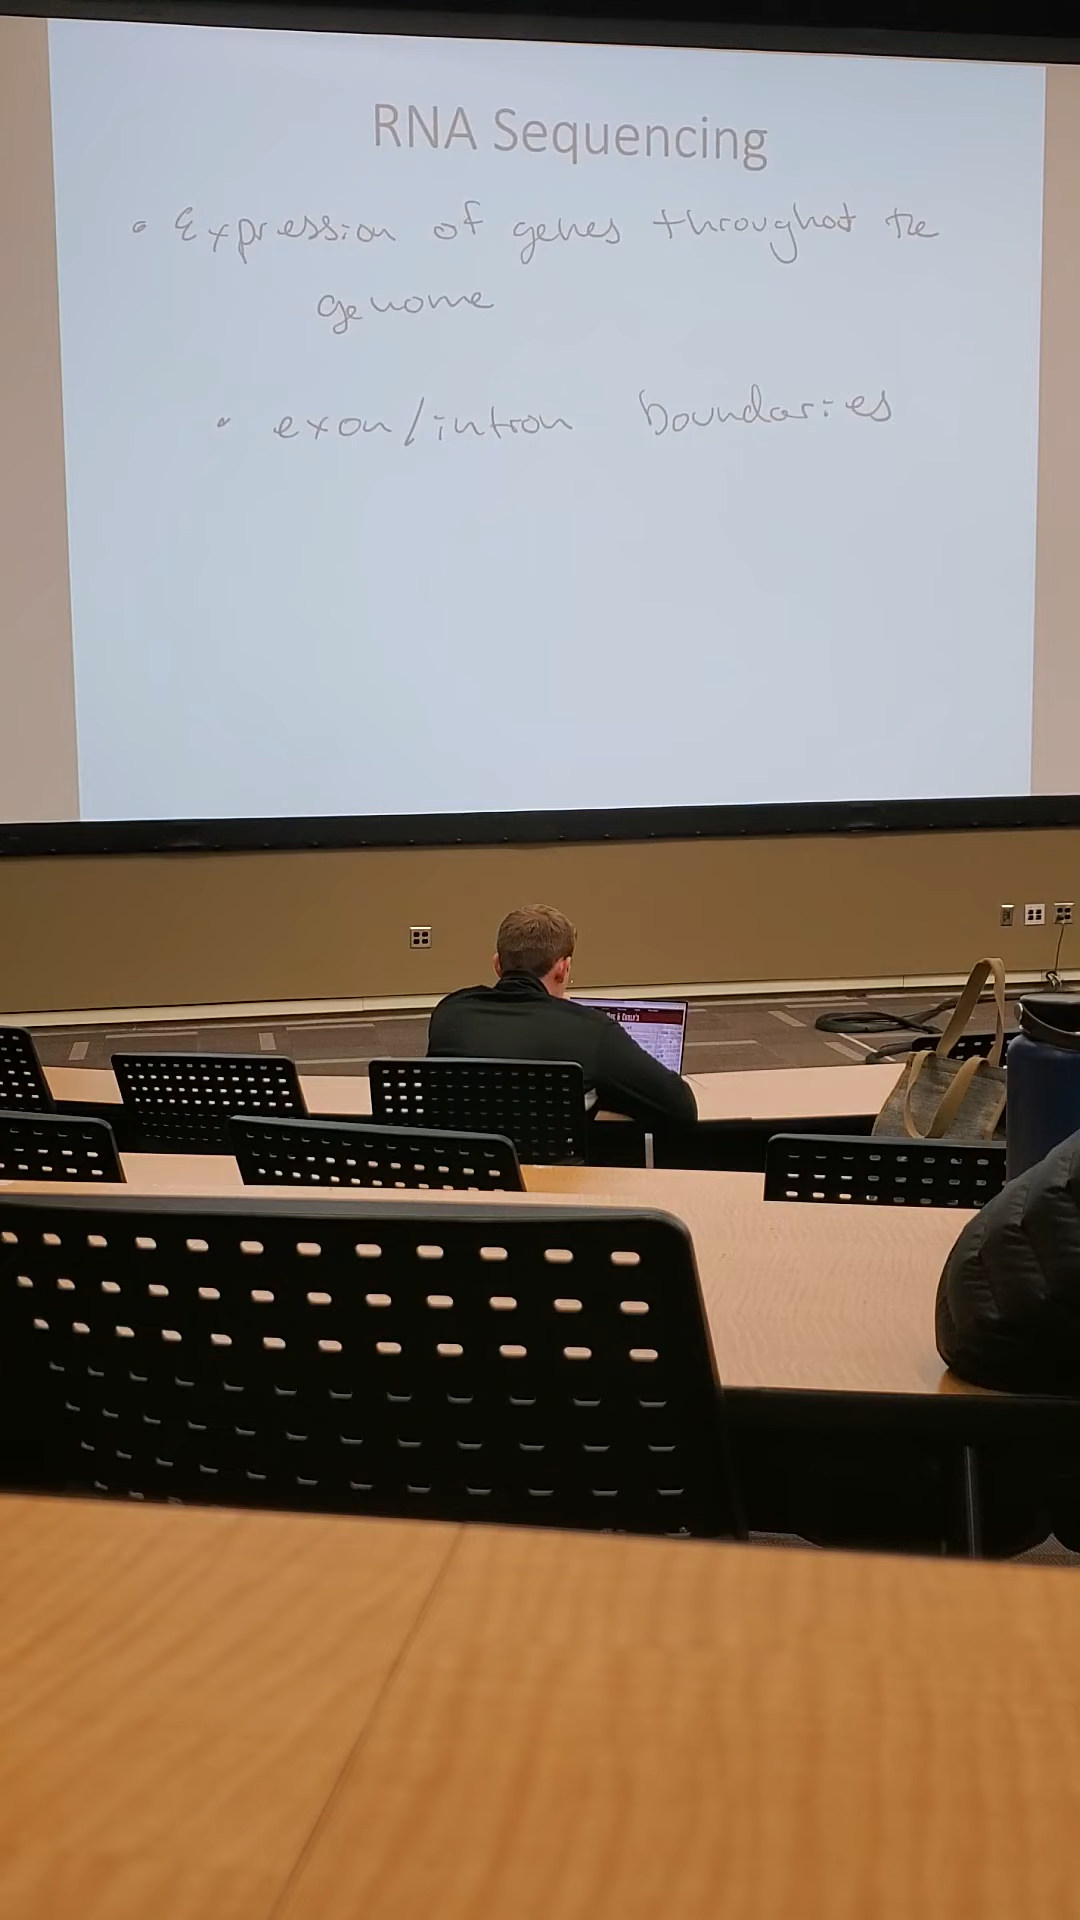 RNA Sequencing
• Expression of genes throughot the
genome
• exon/intron boundaries